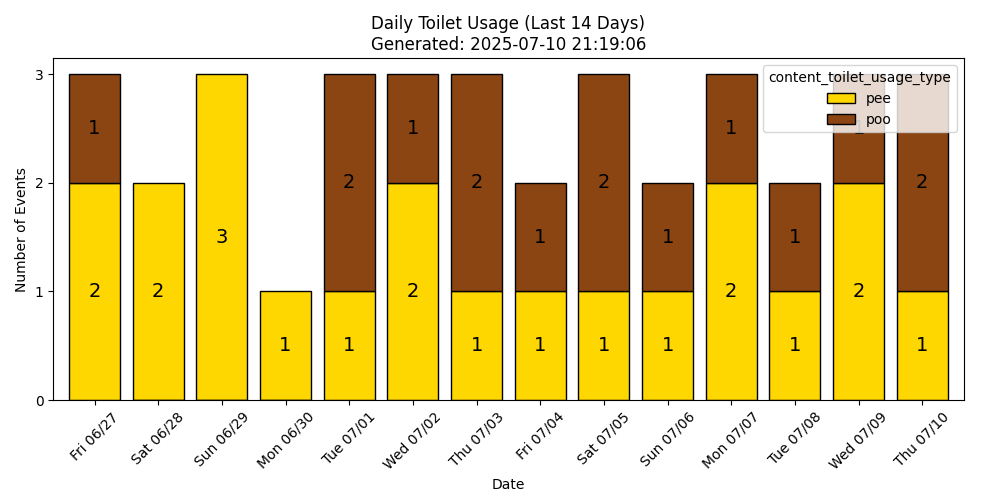 Daily Toilet Usage (Last 14 Days)
Generated: 2025-07-10 21:19:06
content_toilet_usage_type
pee
poo
Number of Events
3
2
1
0
1
2
2
3
1
2
1
1
2
2
1
1
1
2
1
1
1
1
2
1
1
1
2
2
1
Fri 06/27
Sat 06/28
Sun 06/29
Mon 06/30
Tue 07/01
Wed 07/02
Thu 07/03
Fri 07/04
Sat 07/05
Sun 07/06
Mon 07/07
Tue 07/08
Wed 07/09
Thu 07/10
Date